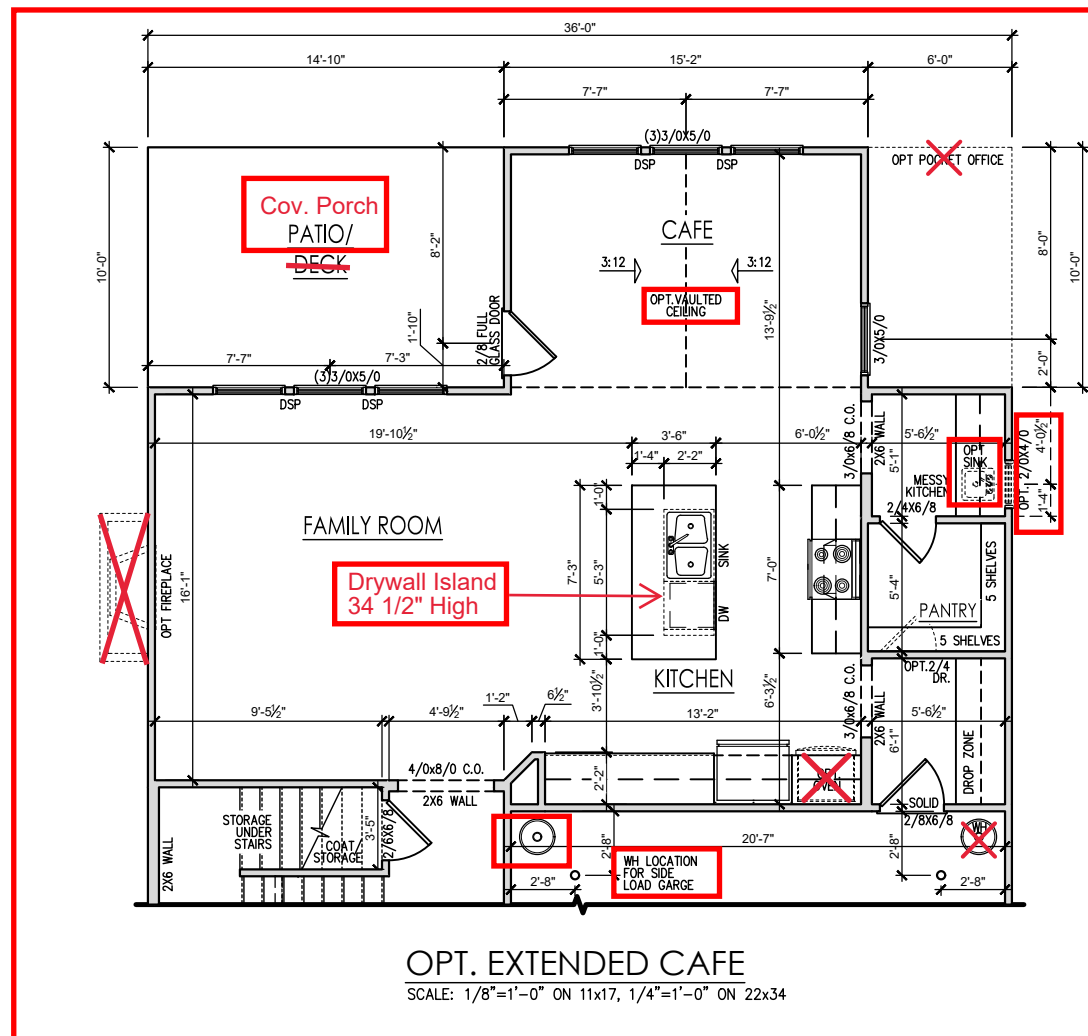 36'-0"
14'-10"
15'-2"
6'-0"
7'-7"
7'-7"
(3)3/0X5/0
DSP
DSP
OPT POCKET OFFICE
Cov. Porch
PATIO/
DECK
CAFE
3:12
3:12
OPT.VAULTED
CEILING
10'-0"
8'-2"
1'-10"
2/8 FULL
GLASS DOOR
13'-9½"
3/0X5/0
8'-0"
10'-0"
2'-0"
7'-7"
7'-3"
(3)3/0X5/0
DSP
DSP
19'-10½"
3'-6"
6'-0½"
1'-4"
2'-2"
3/0x6/8 C.O.
2X6 WALL
5'-1"
5'-6½"
OPT
SINK
MESSY
KITCHEN
2/4X6/8
OPT. 2/0X4/0
4'-0½"
1'-4"
FAMILY ROOM
OPT FIREPLACE
16'-1"
Drywall Island
34 1/2" High
7'-3"
1'-0"
5'-3"
1'-0"
SINK
DW
7'-0"
5'-4"
5 SHELVES
PANTRY
5 SHELVES
KITCHEN
3'-10½"
6'-3½"
OPT.2/4
DR.
3/0x6/8 C.O.
2X6 WALL
5'-6½"
6'-1"
DROP ZONE
9'-5½"
4'-9½"
1'-2"
6½"
13'-2"
4/0x8/0 C.O.
2X6 WALL
2'-2"
OVEN
SOLID
2/8X6/8
STORAGE
UNDER
STAIRS
COAT/
STORAGE
3'-5"
2/6X6/8
2X6 WALL
20'-7"
WH
2'-8"
2'-8"
WH LOCATION
FOR SIDE
LOAD GARGE
2'-8"
2'-8"
OPT. EXTENDED CAFE
SCALE: 1/8"=1'-0" ON 11x17, 1/4"=1'-0" ON 22x34